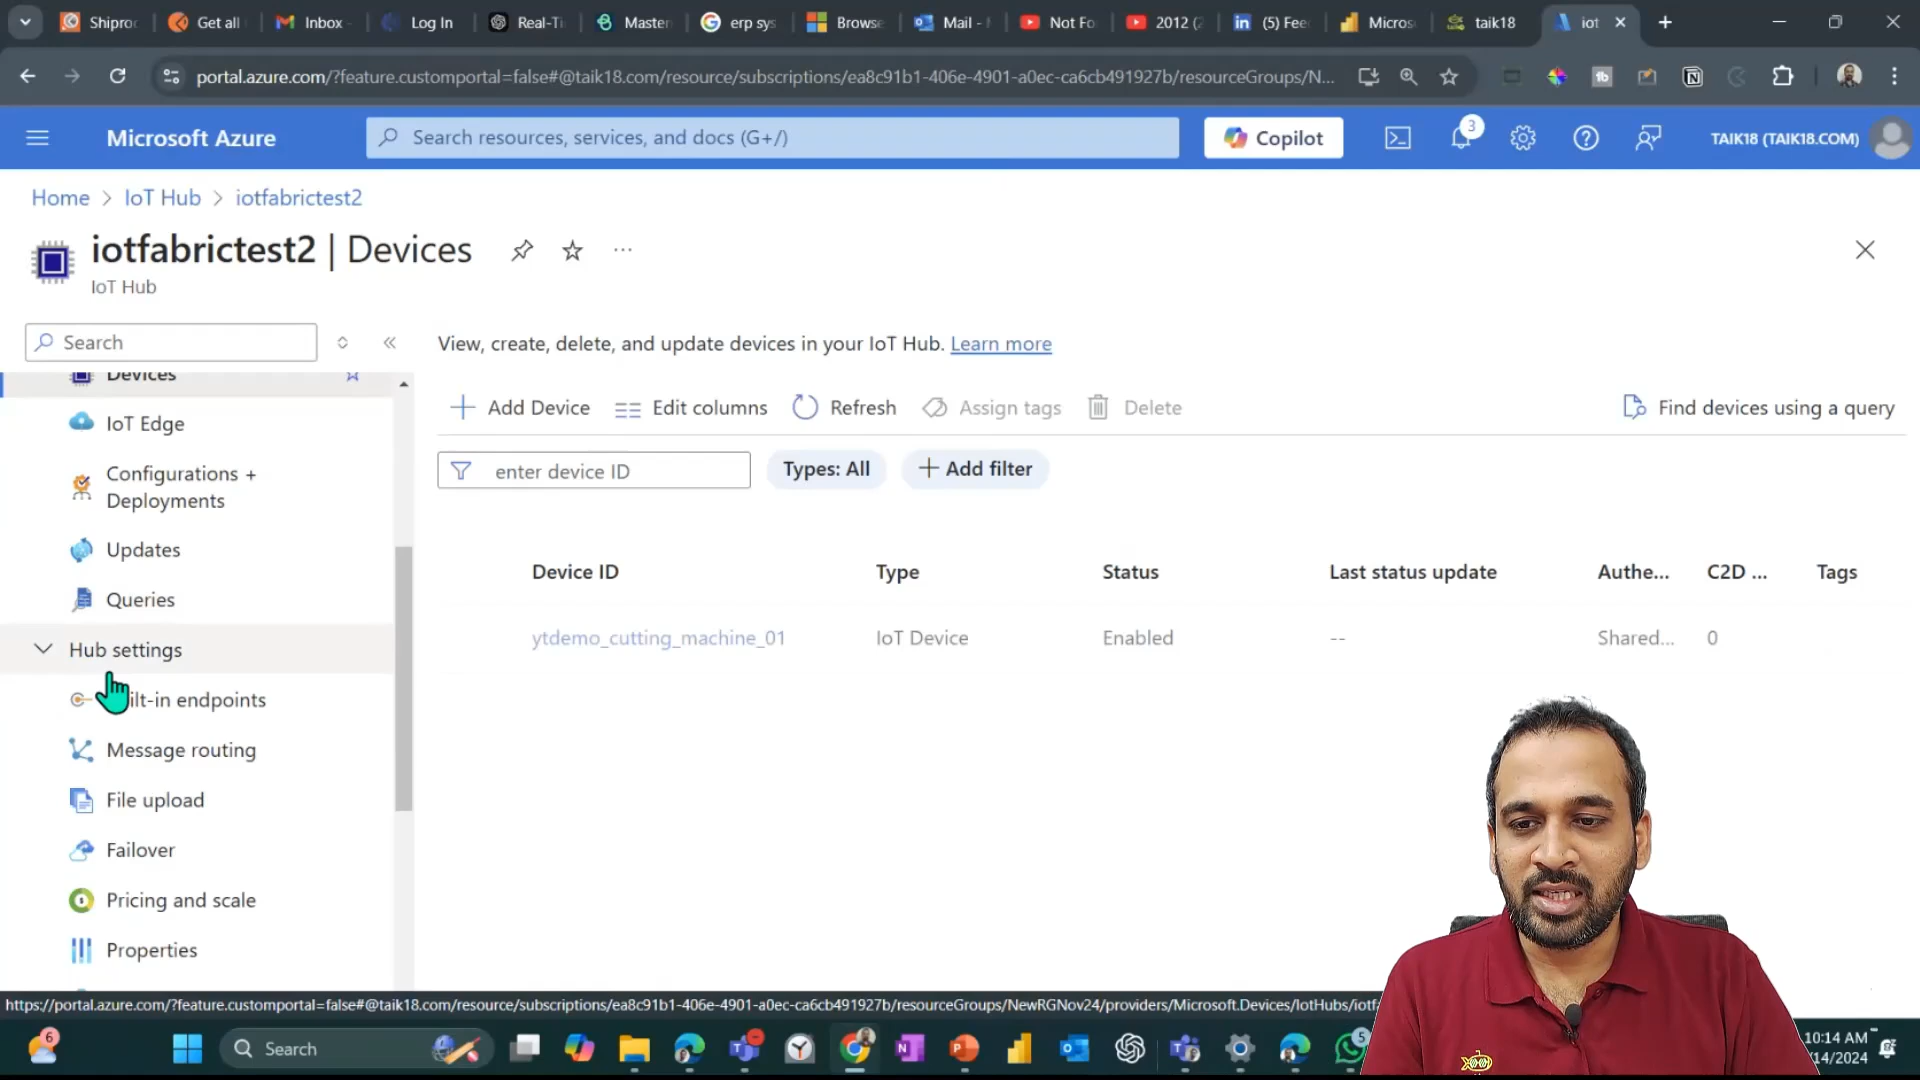 Shipro
Get all
Inbox
Log In
Real-Ti
Master
erp sys
Browse
Mail -
Not Fo
2012 (
(5) Fee
Micros
taik18
iot
portal.azure.com/?feature.customportal=false#@taik18.com/resource/subscriptions/ea8c91b1-406e-4901-a0ec-ca6cb491927b/resourceGroups/N...
Microsoft Azure
Search resources, services, and docs (G+/)
Copilot
3
TAIK18 (TAIK18.COM)
Home > IoT Hub > iotfabrictest2
iotfabrictest2 | Devices
IoT Hub
Search
View, create, delete, and update devices in your IoT Hub. Learn more
Devices
IoT Edge
Configurations +
Deployments
Updates
Queries
Hub settings
ilt-in endpoints
Message routing
File upload
Failover
Pricing and scale
Properties
Add Device
Edit columns
Refresh
Assign tags
Delete
Find devices using a query
enter device ID
Types: All
Add filter
Device ID Type Status Last status update Authe... C2D ... Tags
ytdemo_cutting_machine_01 IoT Device Enabled -- Shared... 0
https://portal.azure.com/?feature.customportal=false#@taik18.com/resource/subscriptions/ea8c91b1-406e-4901-a0ec-ca6cb491927b/resourceGroups/NewRGNov24/providers/Microsoft.Devices/IotHubs/iotf
6
Search
5
10:14 AM
/14/2024